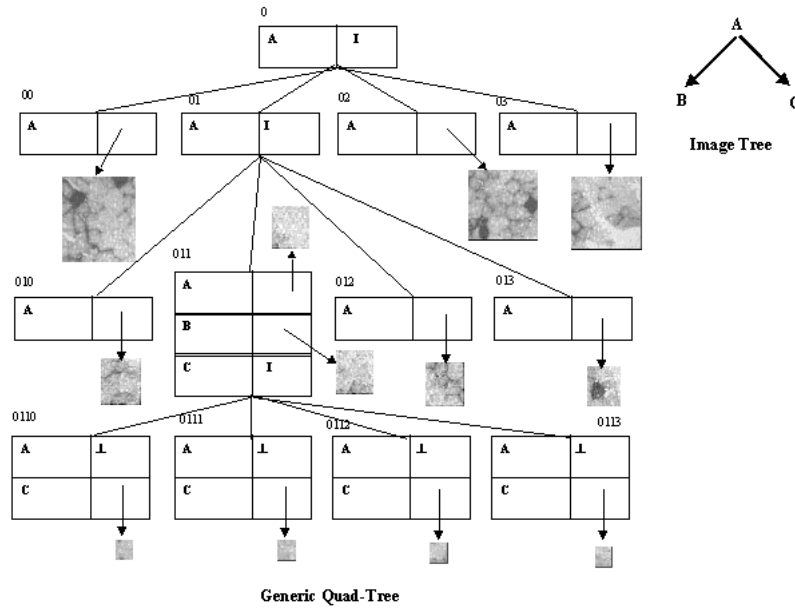 0
A I
A
B C
Image Tree
00 01 02 03
A A I A A
011
010 012 013
A A A A
B
C I
0110 0111 0112 0113
A ⊥ A ⊥ A ⊥ A ⊥
C C C C
Generic Quad-Tree